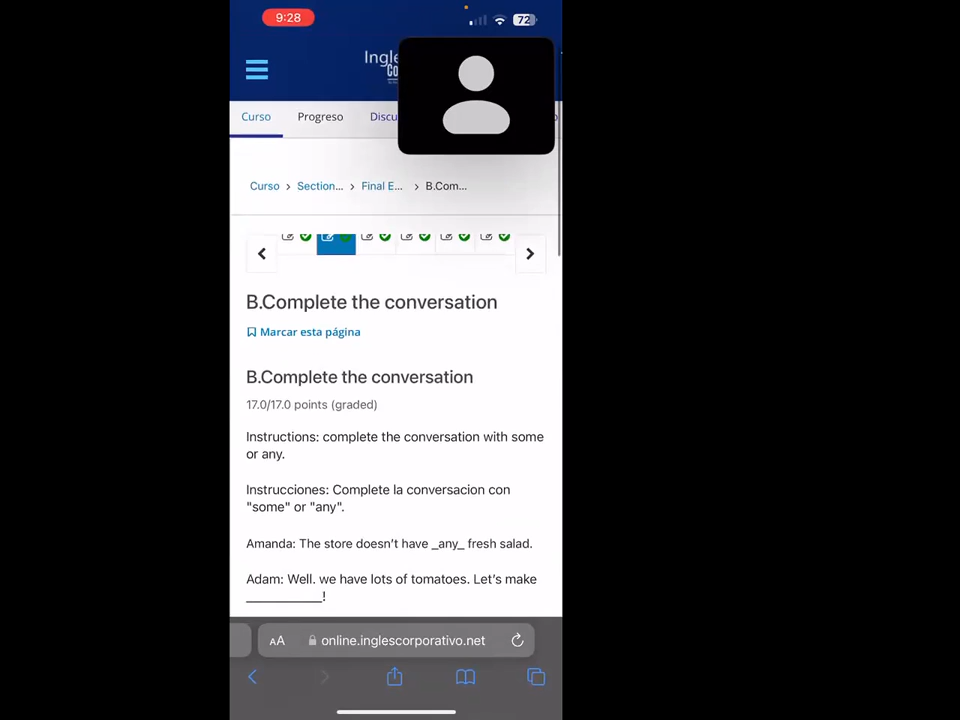 9:28
72
Ingle
Curso Progreso Discu
Curso > Section... > Final E... > B.Com...
B.Complete the conversation
Marcar esta página
B.Complete the conversation
17.0/17.0 points (graded)
Instructions: complete the conversation with some
or any.
Instrucciones: Complete la conversacion con
"some" or "any".
Amanda: The store doesn't have _any_ fresh salad.
Adam: Well. we have lots of tomatoes. Let's make
____________!
AA online.inglescorporativo.net